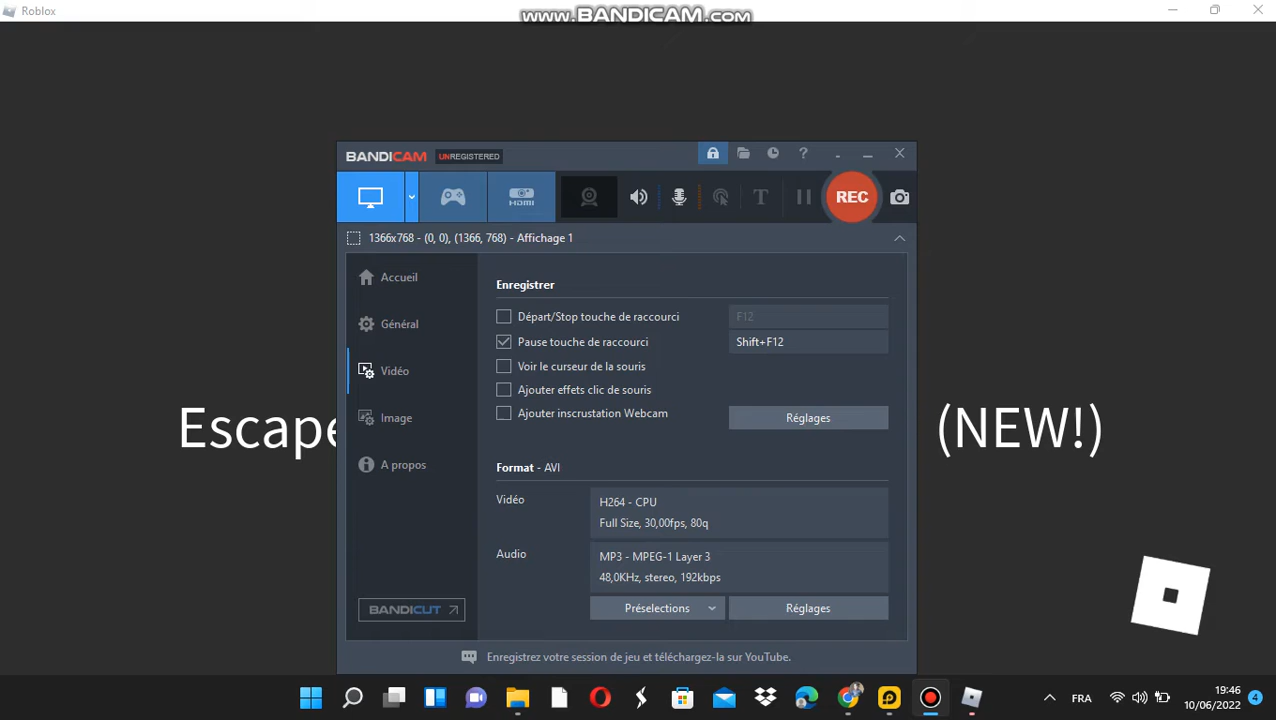 Roblox
www.BANDICAM.com
BANDICAM UNREGISTERED
HDMI
T
REC
1366x768 - (0, 0), (1366, 768) - Affichage 1
Accueil
Général
Vidéo
Image
A propos
BANDICUT
Enregistrer
Départ/Stop touche de raccourci
F12
Pause touche de raccourci
Shift+F12
Voir le curseur de la souris
Ajouter effets clic de souris
Ajouter inscrustation Webcam
Réglages
Format - AVI
Vidéo
H264 - CPU
Full Size, 30,00fps, 80q
Audio
MP3 - MPEG-1 Layer 3
48,0KHz, stereo, 192kbps
Préselections
Réglages
Enregistrez votre session de jeu et téléchargez-la sur YouTube.
Escape (NEW!)
FRA
19:46
10/06/2022
4